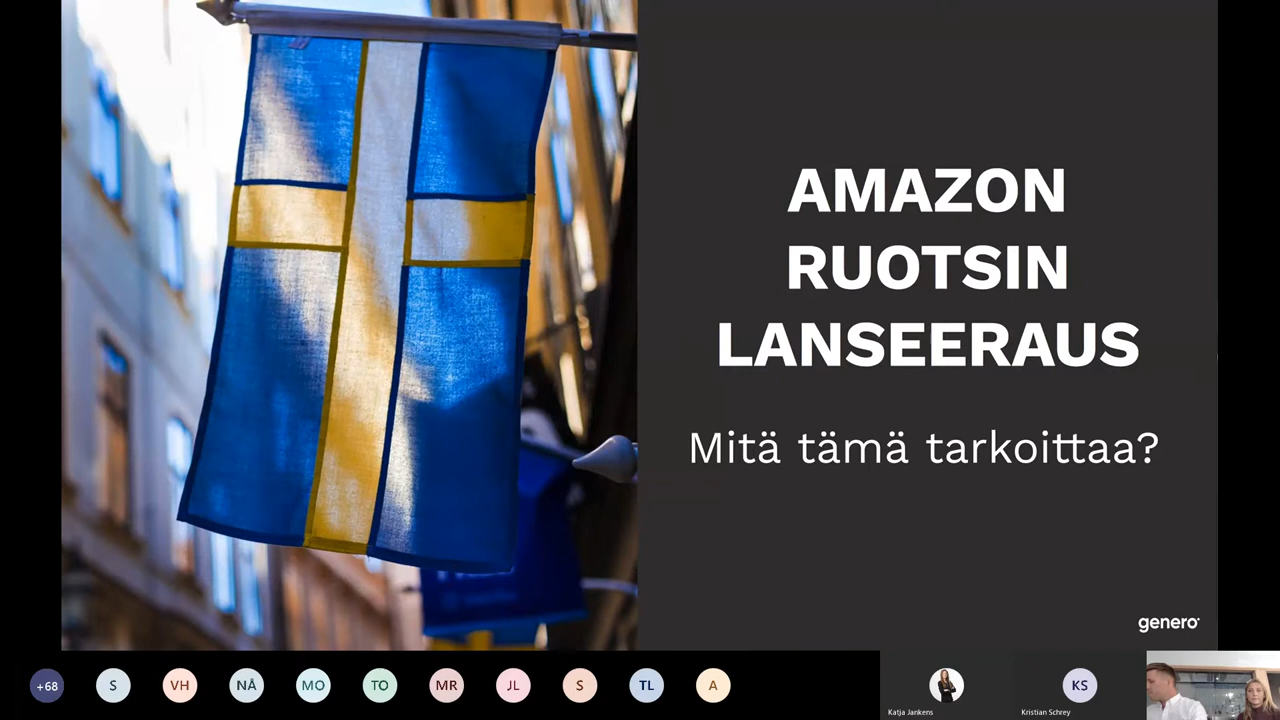 AMAZON
RUOTSIN
LANSEERAUS
Mitä tämä tarkoittaa?
genero
+68
S
VH
NÅ
MO
TO
MR
JL
S
TL
A
Katja Jankens
KS
Kristian Schrey